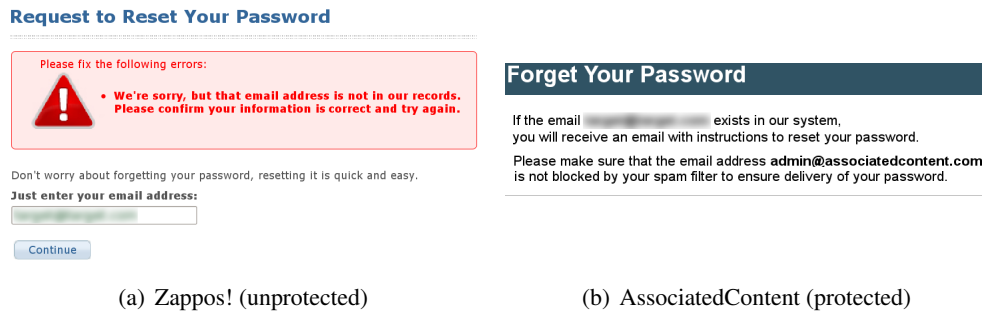 Request to Reset Your Password
Please fix the following errors:
• We're sorry, but that email address is not in our records.
Please confirm your information is correct and try again.
Don't worry about forgetting your password, resetting it is quick and easy.
Just enter your email address:
Continue
(a) Zappos! (unprotected)
Forget Your Password
If the email exists in our system,
you will receive an email with instructions to reset your password.
Please make sure that the email address admin@associatedcontent.com
is not blocked by your spam filter to ensure delivery of your password.
(b) AssociatedContent (protected)